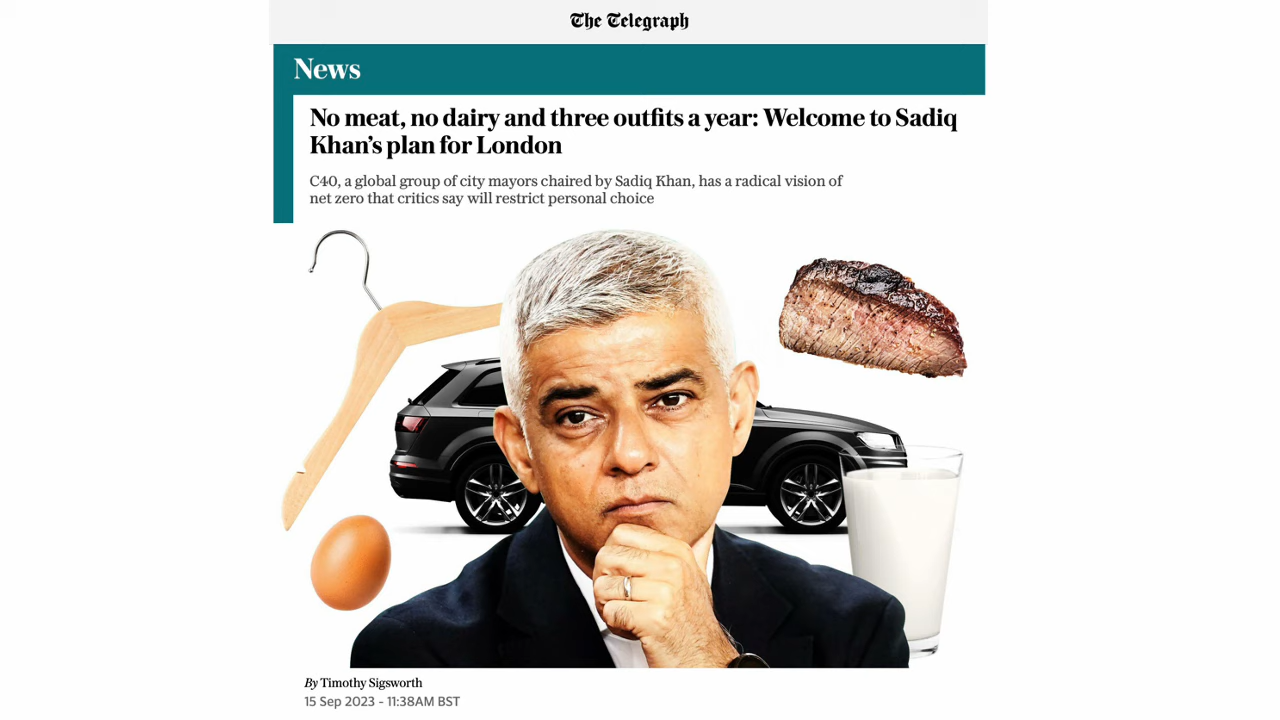 The Telegraph
News
No meat, no dairy and three outfits a year: Welcome to Sadiq
Khan’s plan for London
C40, a global group of city mayors chaired by Sadiq Khan, has a radical vision of
net zero that critics say will restrict personal choice
By Timothy Sigsworth
15 Sep 2023 - 11:38AM BST